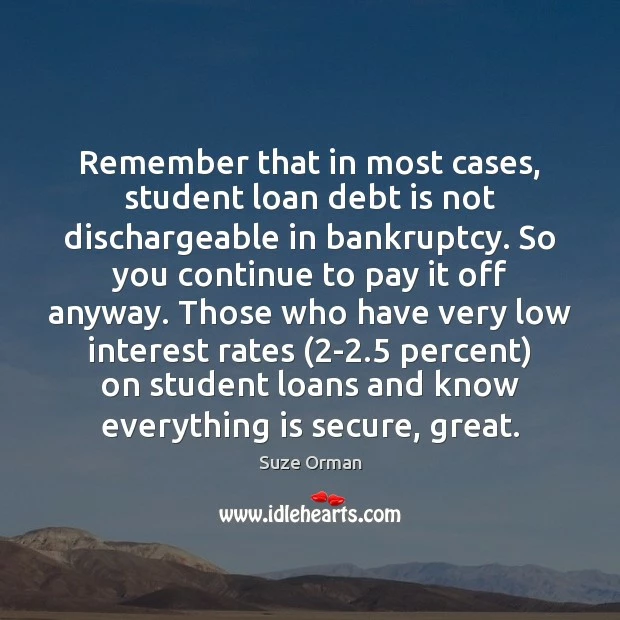 Remember that in most cases,
student loan debt is not
dischargeable in bankruptcy. So
you continue to pay it off
anyway. Those who have very low
interest rates (2-2.5 percent)
on student loans and know
everything is secure, great.
Suze Orman
www.idlehearts.com